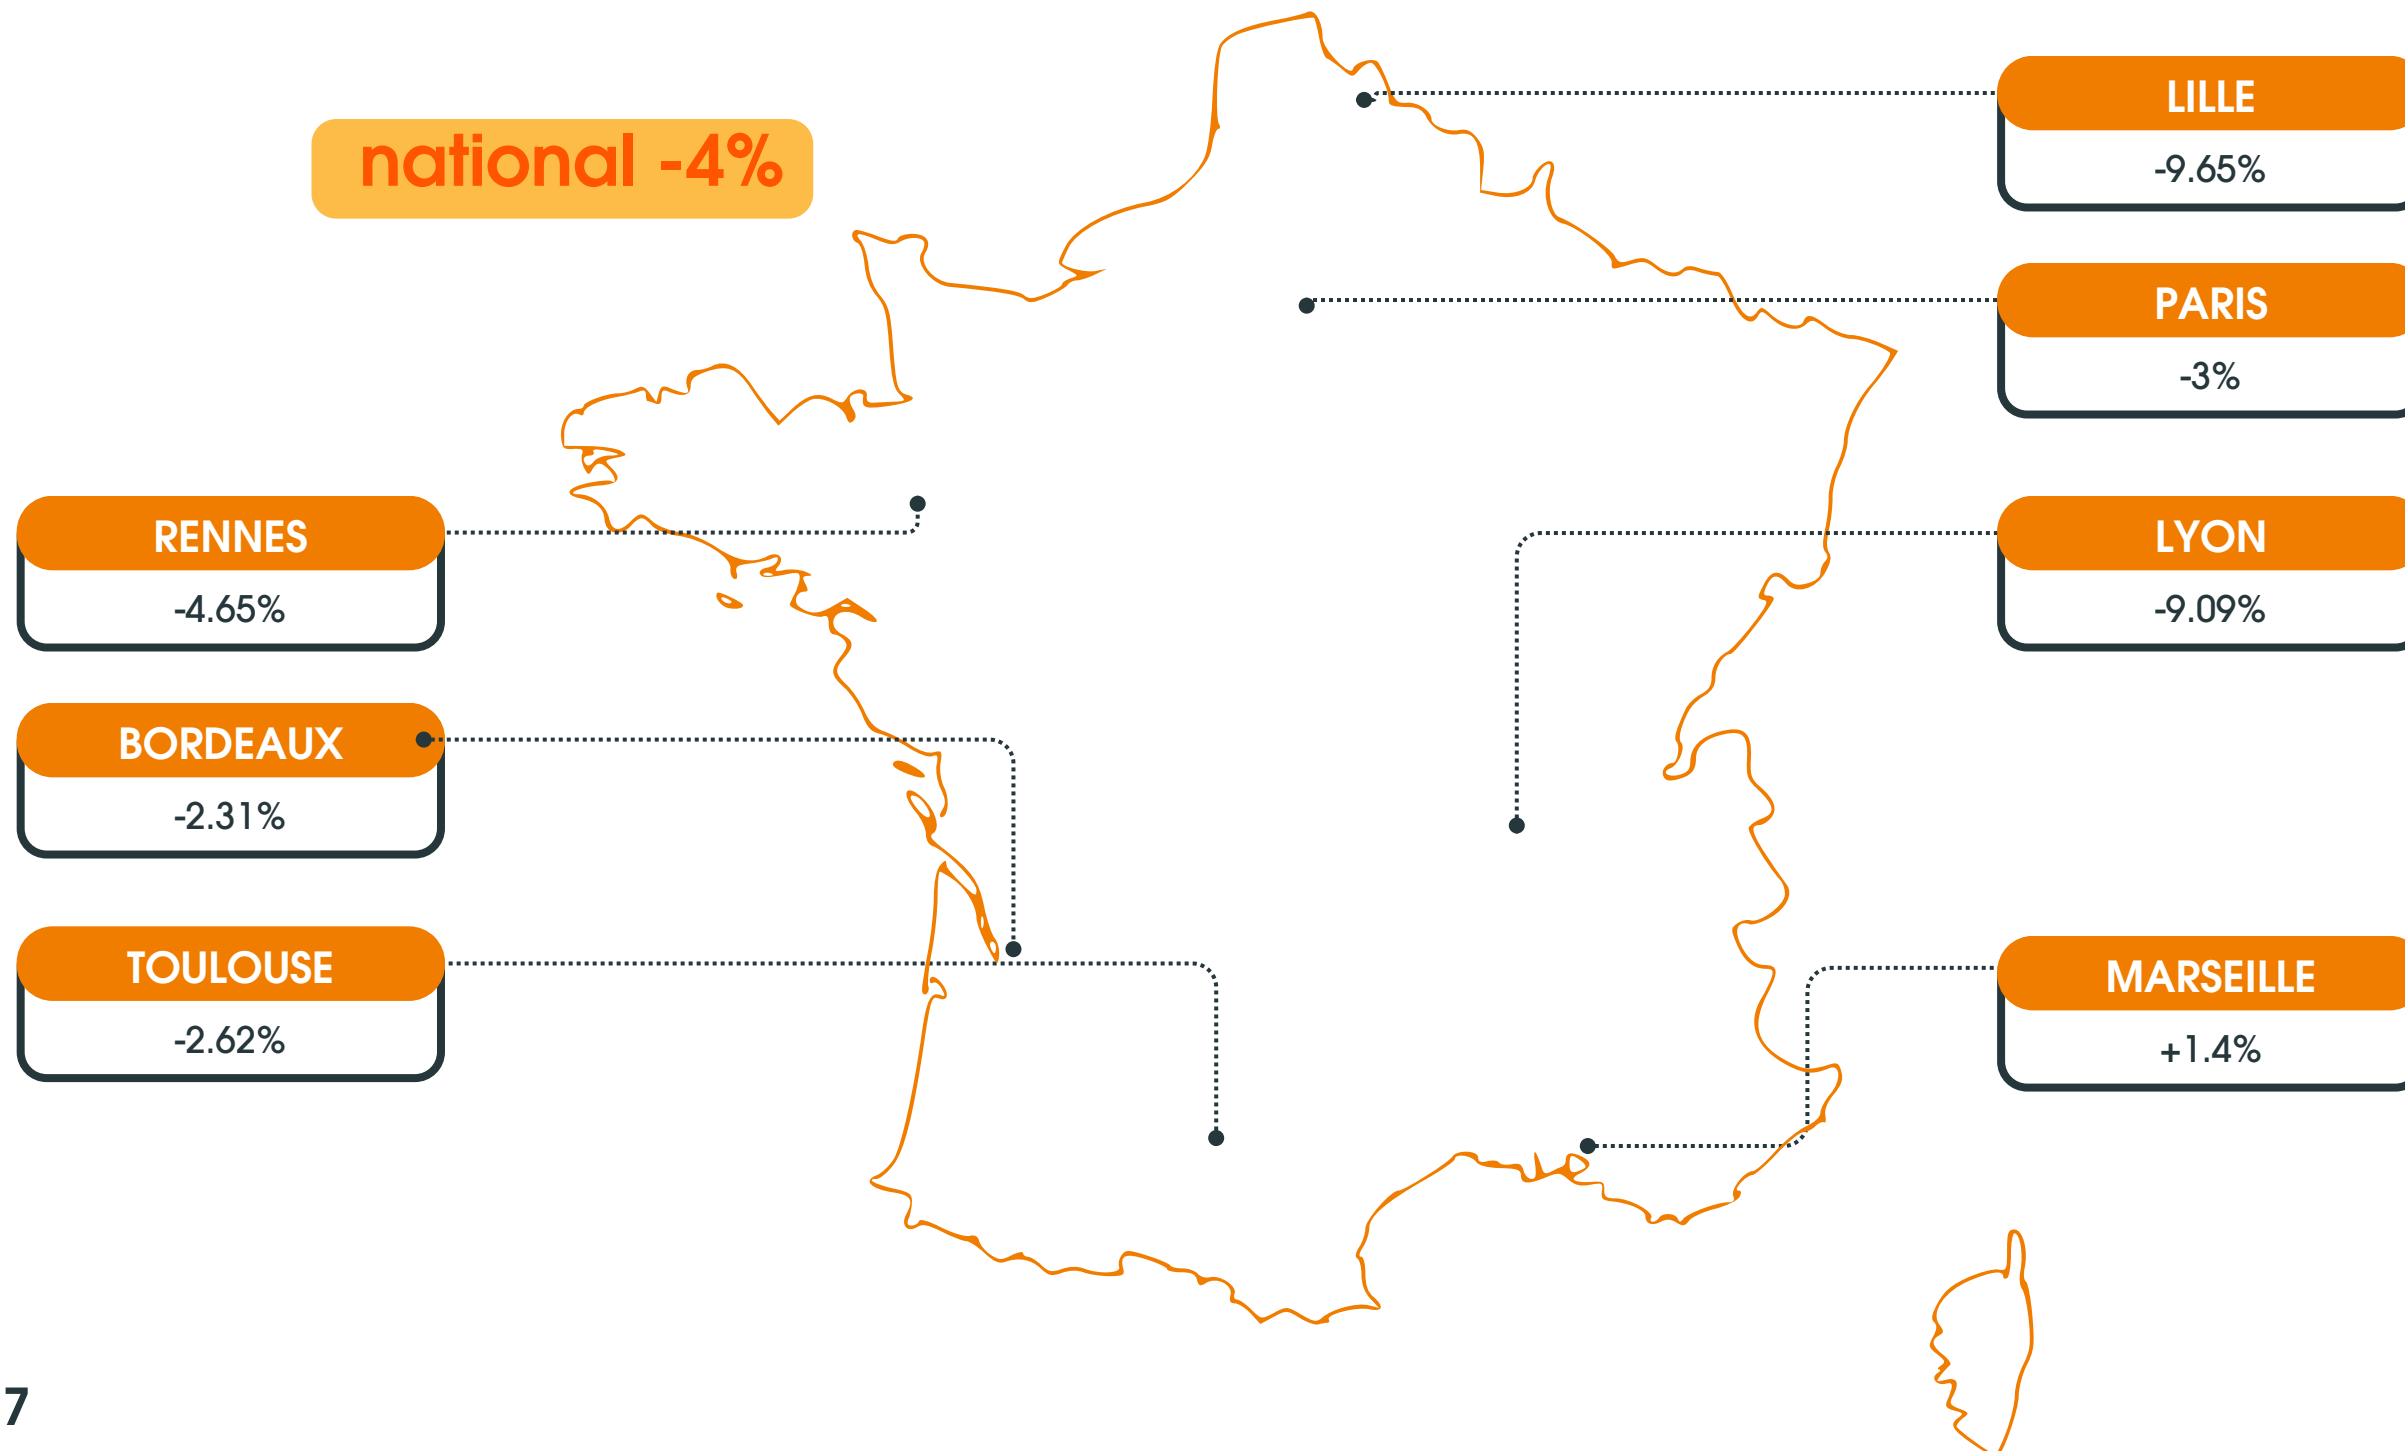 national -4%
LILLE
-9.65%
PARIS
-3%
RENNES
-4.65%
LYON
-9.09%
BORDEAUX
-2.31%
TOULOUSE
-2.62%
MARSEILLE
+1.4%
7